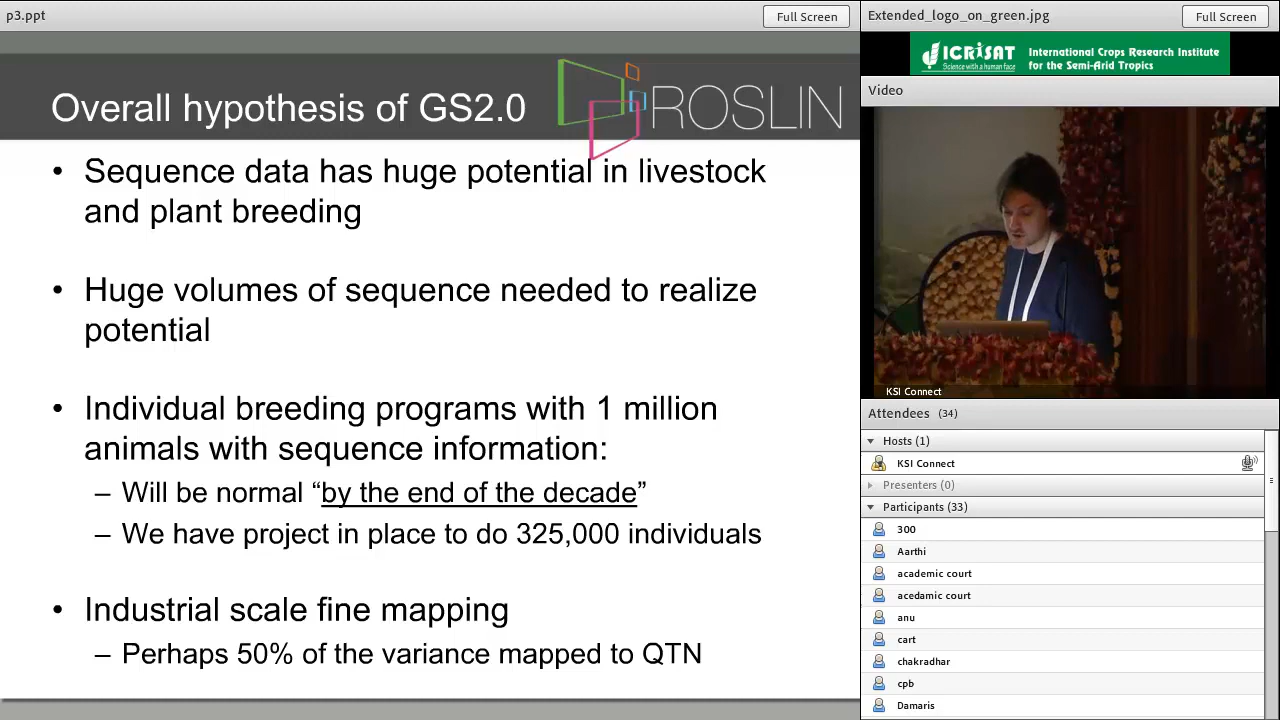 p3.ppt
Full Screen
Overall hypothesis of GS2.0
ROSLIN
• Sequence data has huge potential in livestock
and plant breeding
• Huge volumes of sequence needed to realize
potential
• Individual breeding programs with 1 million
animals with sequence information:
– Will be normal “by the end of the decade”
– We have project in place to do 325,000 individuals
• Industrial scale fine mapping
– Perhaps 50% of the variance mapped to QTN
Extended_logo_on_green.jpg
Full Screen
ICRISAT
Science with a human face
International Crops Research Institute
for the Semi-Arid Tropics
Video
KSI Connect
Attendees (34)
Hosts (1)
KSI Connect
Presenters (0)
Participants (33)
300
Aarthi
academic court
acedamic court
anu
cart
chakradhar
cpb
Damaris